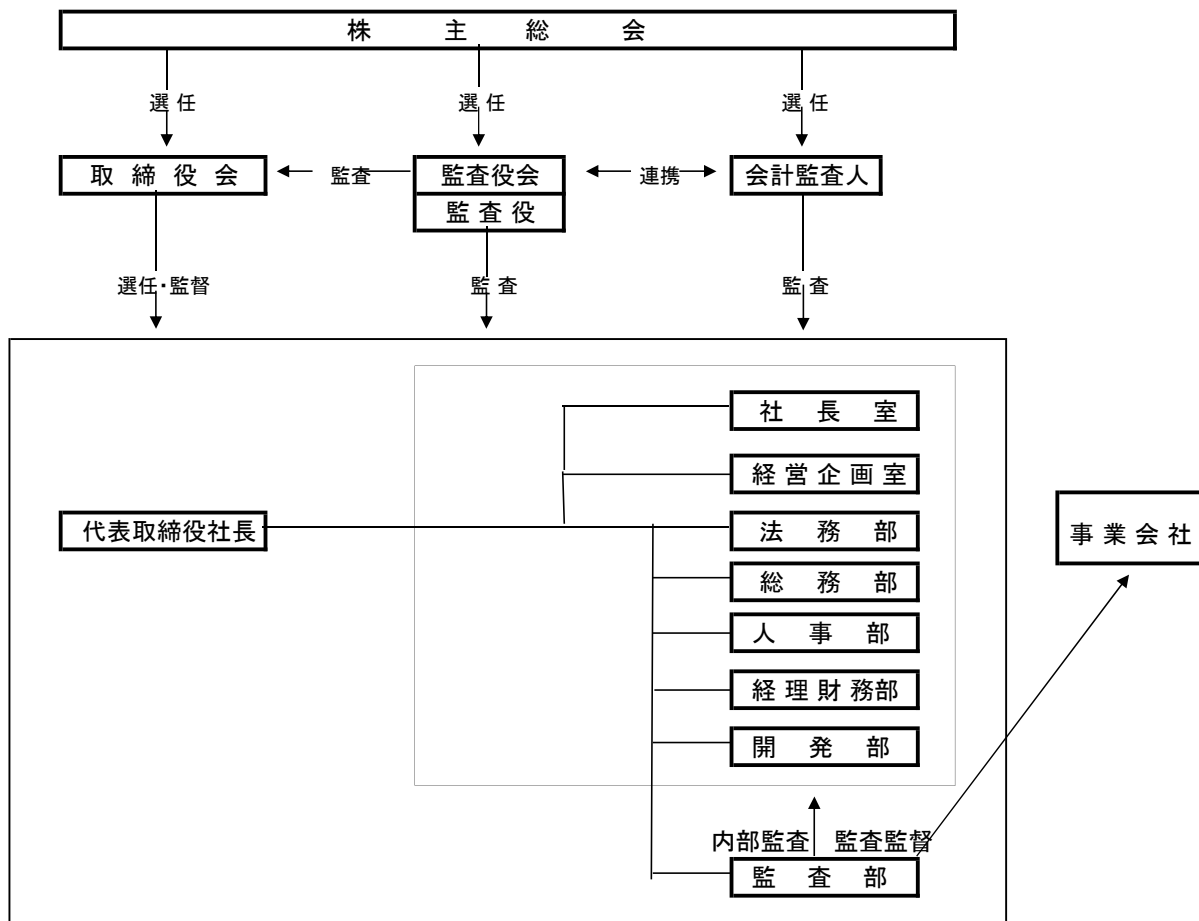 株主総会
選任 選任 選任
取締役会 監査 監査役会 連携 会計監査人
監査役
選任・監督 監査 監査
社長室
経営企画室
代表取締役社長 法務部 事業会社
総務部
人事部
経理財務部
開発部
内部監査 監査監督
監査部